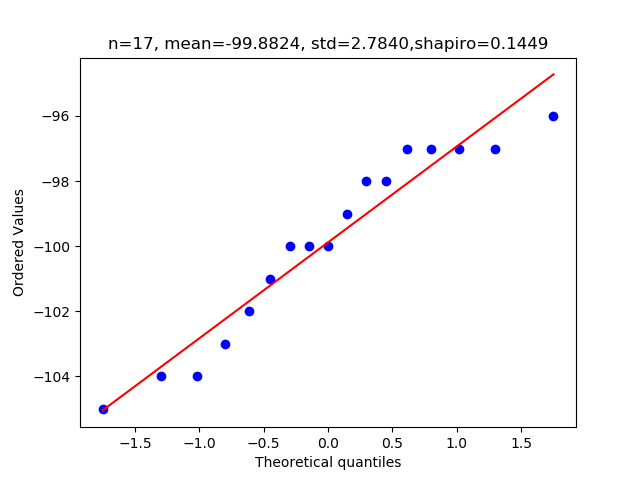 n=17, mean=-99.8824, std=2.7840,shapiro=0.1449
Ordered Values
−96
−98
−100
−102
−104
−1.5 −1.0 −0.5 0.0 0.5 1.0 1.5
Theoretical quantiles